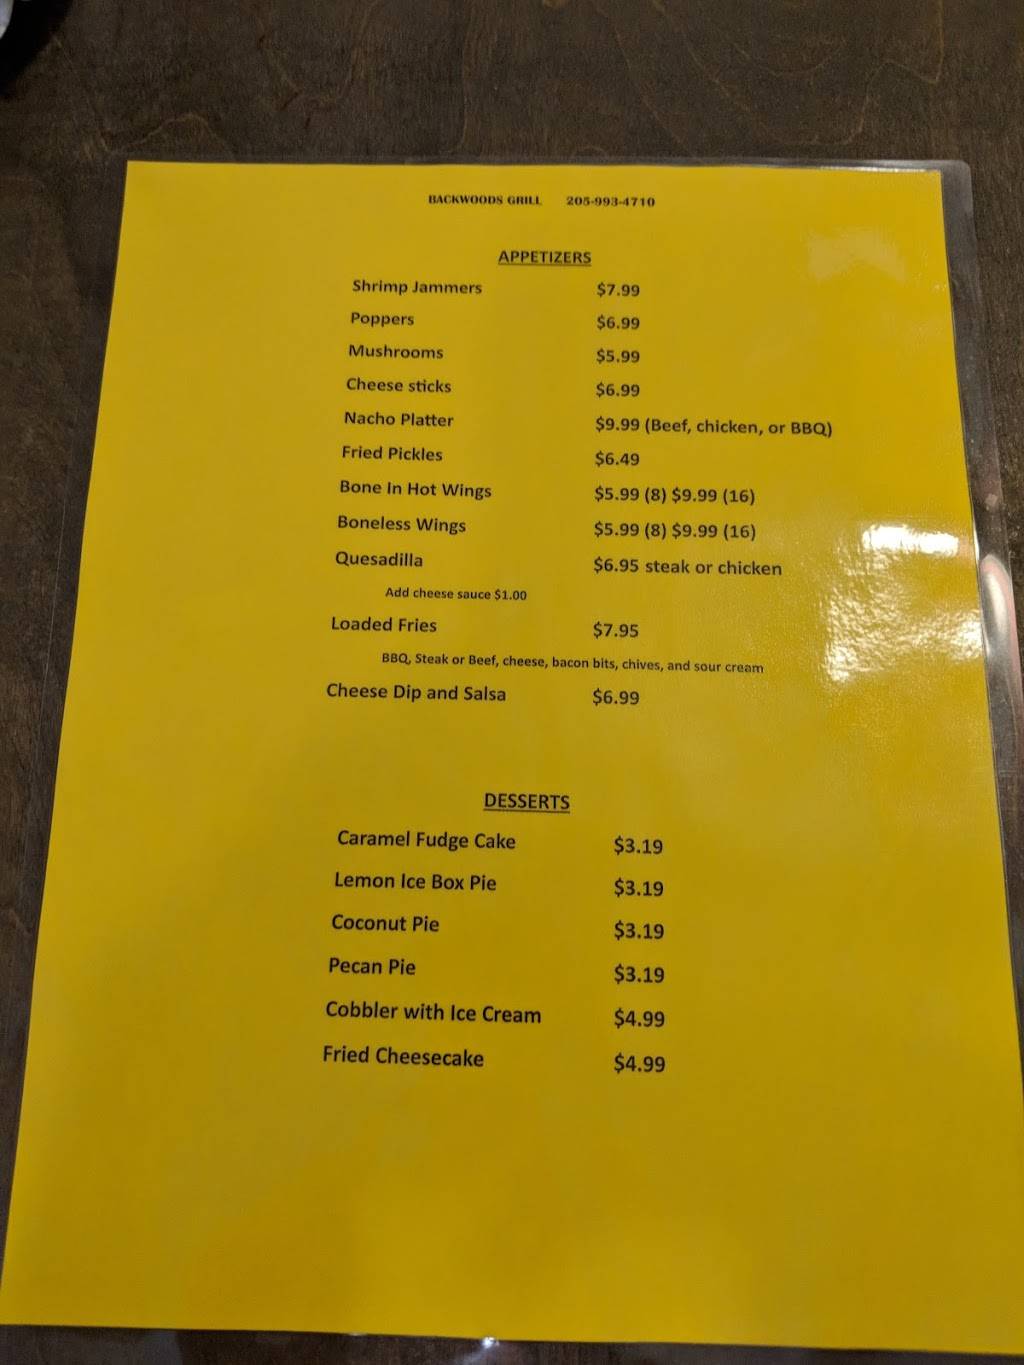 BACKWOODS GRILL 205-993-4710
APPETIZERS
Shrimp Jammers $7.99
Poppers $6.99
Mushrooms $5.99
Cheese sticks $6.99
Nacho Platter $9.99 (Beef, chicken, or BBQ)
Fried Pickles $6.49
Bone In Hot Wings $5.99 (8) $9.99 (16)
Boneless Wings $5.99 (8) $9.99 (16)
Quesadilla $6.95 steak or chicken
Add cheese sauce $1.00
Loaded Fries $7.95
BBQ, Steak or Beef, cheese, bacon bits, chives, and sour cream
Cheese Dip and Salsa $6.99
DESSERTS
Caramel Fudge Cake $3.19
Lemon Ice Box Pie $3.19
Coconut Pie $3.19
Pecan Pie $3.19
Cobbler with Ice Cream $4.99
Fried Cheesecake $4.99